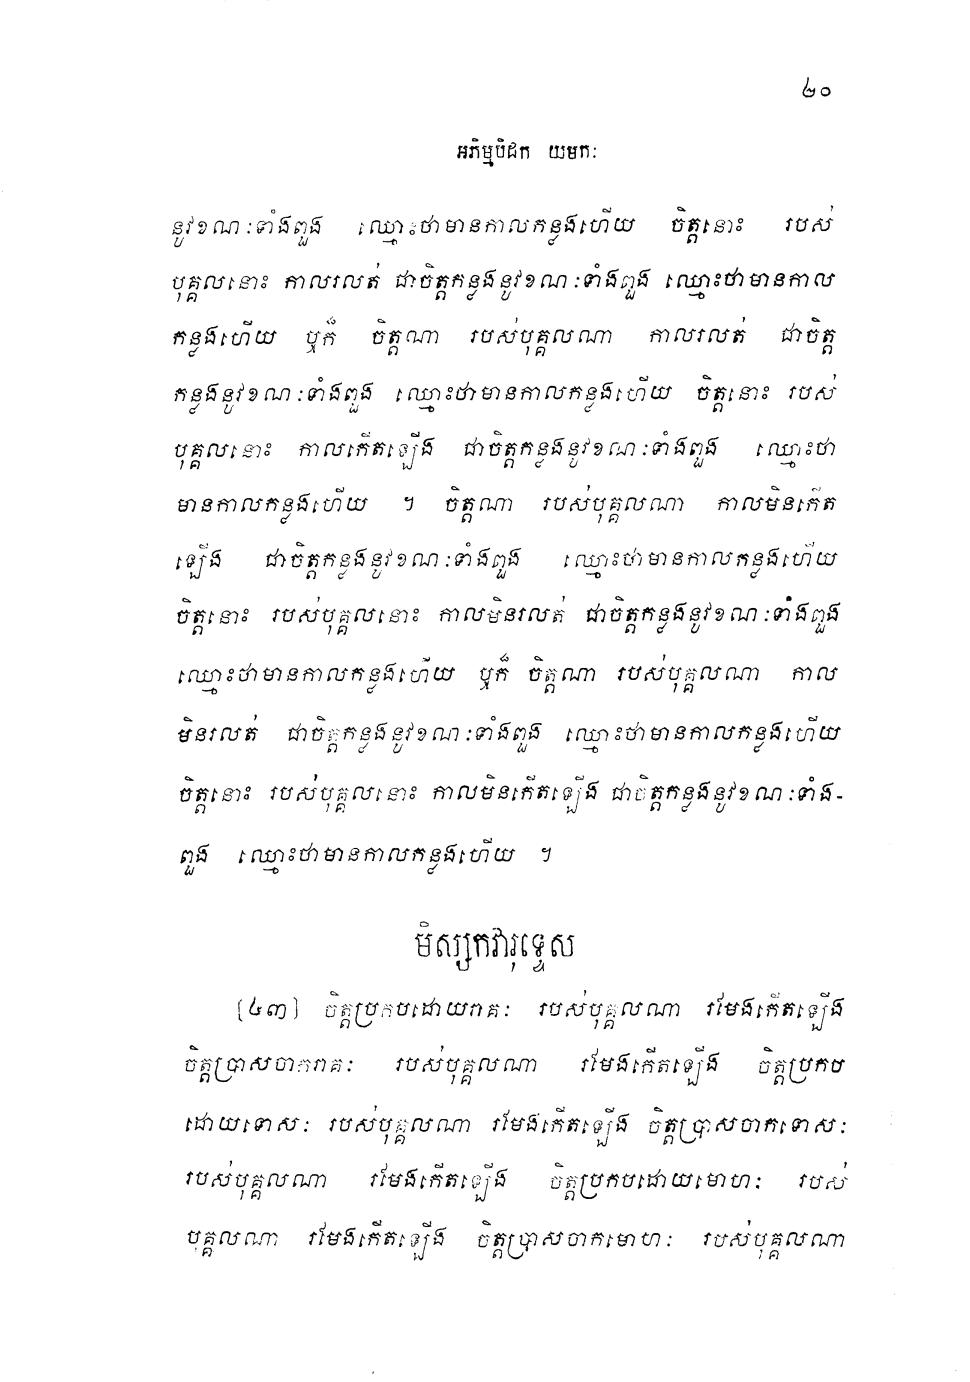 ៤០
អភិធម្មបិដក យមកៈ
នូវខណៈទាំងពួង ឈ្មោះថាមានកាលកន្លងហើយ ចិត្តនោះ របស់
បុគ្គលនោះ កាលរលត់ ជាចិត្តកន្លងនូវខណៈទាំងពួង ឈ្មោះថាមានកាល
កន្លងហើយ ឬក៏ ចិត្តណា របស់បុគ្គលណា កាលរលត់ ជាចិត្ត
កន្លងនូវខណៈទាំងពួង ឈ្មោះថាមានកាលកន្លងហើយ ចិត្តនោះ របស់
បុគ្គលនោះ កាលកើតឡើង ជាចិត្តកន្លងនូវខណៈទាំងពួង ឈ្មោះថា
មានកាលកន្លងហើយ ។ ចិត្តណា របស់បុគ្គលណា កាលមិនកើត
ឡើង ជាចិត្តកន្លងនូវខណៈទាំងពួង ឈ្មោះថាមានកាលកន្លងហើយ
ចិត្តនោះ របស់បុគ្គលនោះ កាលមិនរលត់ ជាចិត្តកន្លងនូវខណៈទាំងពួង
ឈ្មោះថាមានកាលកន្លងហើយ ឬក៏ ចិត្តណា របស់បុគ្គលណា កាល
មិនរលត់ ជាចិត្តកន្លងនូវខណៈទាំងពួង ឈ្មោះថាមានកាលកន្លងហើយ
ចិត្តនោះ របស់បុគ្គលនោះ កាលមិនកើតឡើង ជាចិត្តកន្លងនូវខណៈទាំង-
ពួង ឈ្មោះថាមានកាលកន្លងហើយ ។
មិស្សកវារុទ្ទេស
[៤៣] ចិត្តប្រកបដោយរាគៈ របស់បុគ្គលណា រមែងកើតឡើង
ចិត្តប្រាសចាករាគៈ របស់បុគ្គលណា រមែងកើតឡើង ចិត្តប្រកប
ដោយទោសៈ របស់បុគ្គលណា រមែងកើតឡើង ចិត្តប្រាសចាកទោសៈ
របស់បុគ្គលណា រមែងកើតឡើង ចិត្តប្រកបដោយមោហៈ របស់
បុគ្គលណា រមែងកើតឡើង ចិត្តប្រាសចាកមោហៈ របស់បុគ្គលណា